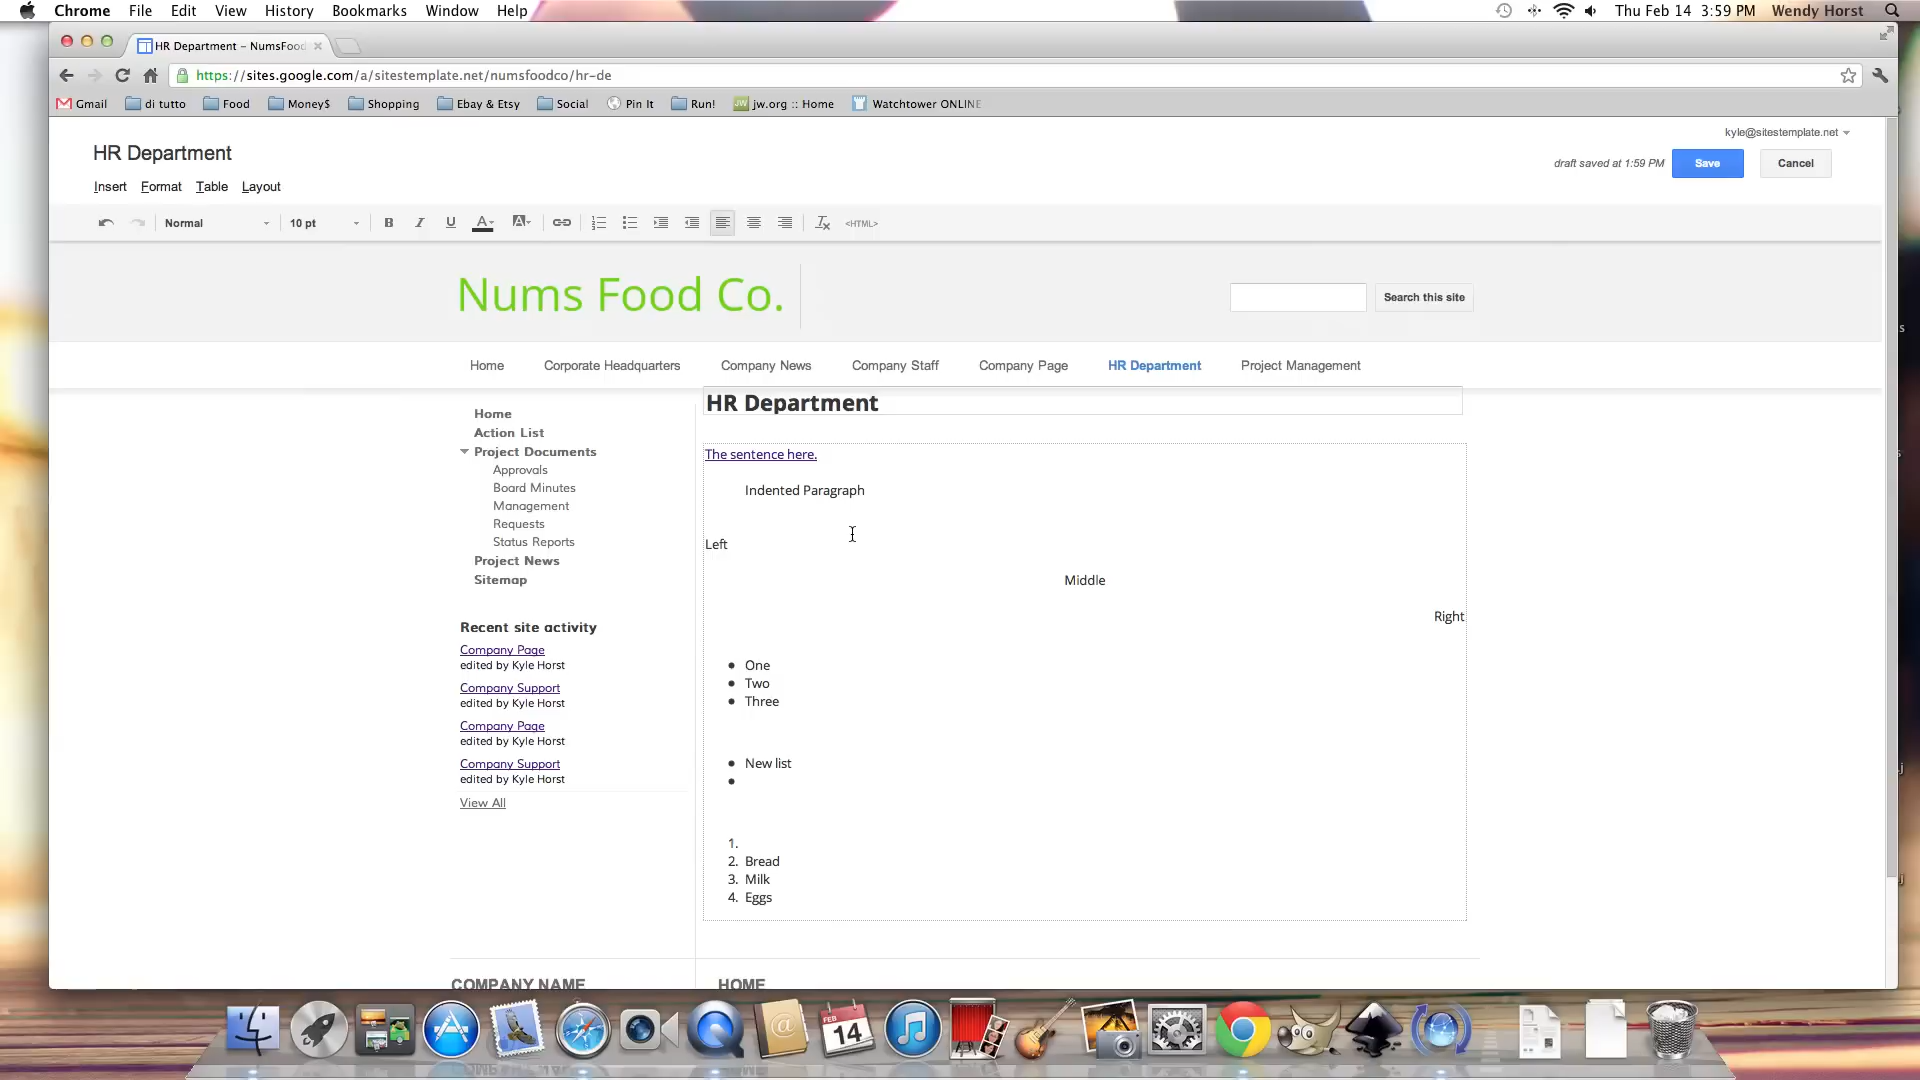 Chrome File Edit View History Bookmarks Window Help
Thu Feb 14 3:59 PM Wendy Horst
HR Department – NumsFood
https://sites.google.com/a/sitestemplate.net/numsfoodco/hr-de
Gmail di tutto Food Money$ Shopping Ebay & Etsy Social Pin It Run! jw.org :: Home Watchtower ONLINE
kyle@sitestemplate.net
HR Department
draft saved at 1:59 PM Save Cancel
Insert Format Table Layout
Normal 10 pt B I U A A <HTML>
Nums Food Co.
Search this site
Home Corporate Headquarters Company News Company Staff Company Page HR Department Project Management
Home
Action List
Project Documents
Approvals
Board Minutes
Management
Requests
Status Reports
Project News
Sitemap
Recent site activity
Company Page
edited by Kyle Horst
Company Support
edited by Kyle Horst
Company Page
edited by Kyle Horst
Company Support
edited by Kyle Horst
View All
HR Department
The sentence here.
Indented Paragraph
Left
Middle
Right
• One
• Two
• Three
• New list
•
1.
2. Bread
3. Milk
4. Eggs
COMPANY NAME
HOME
FEB
14